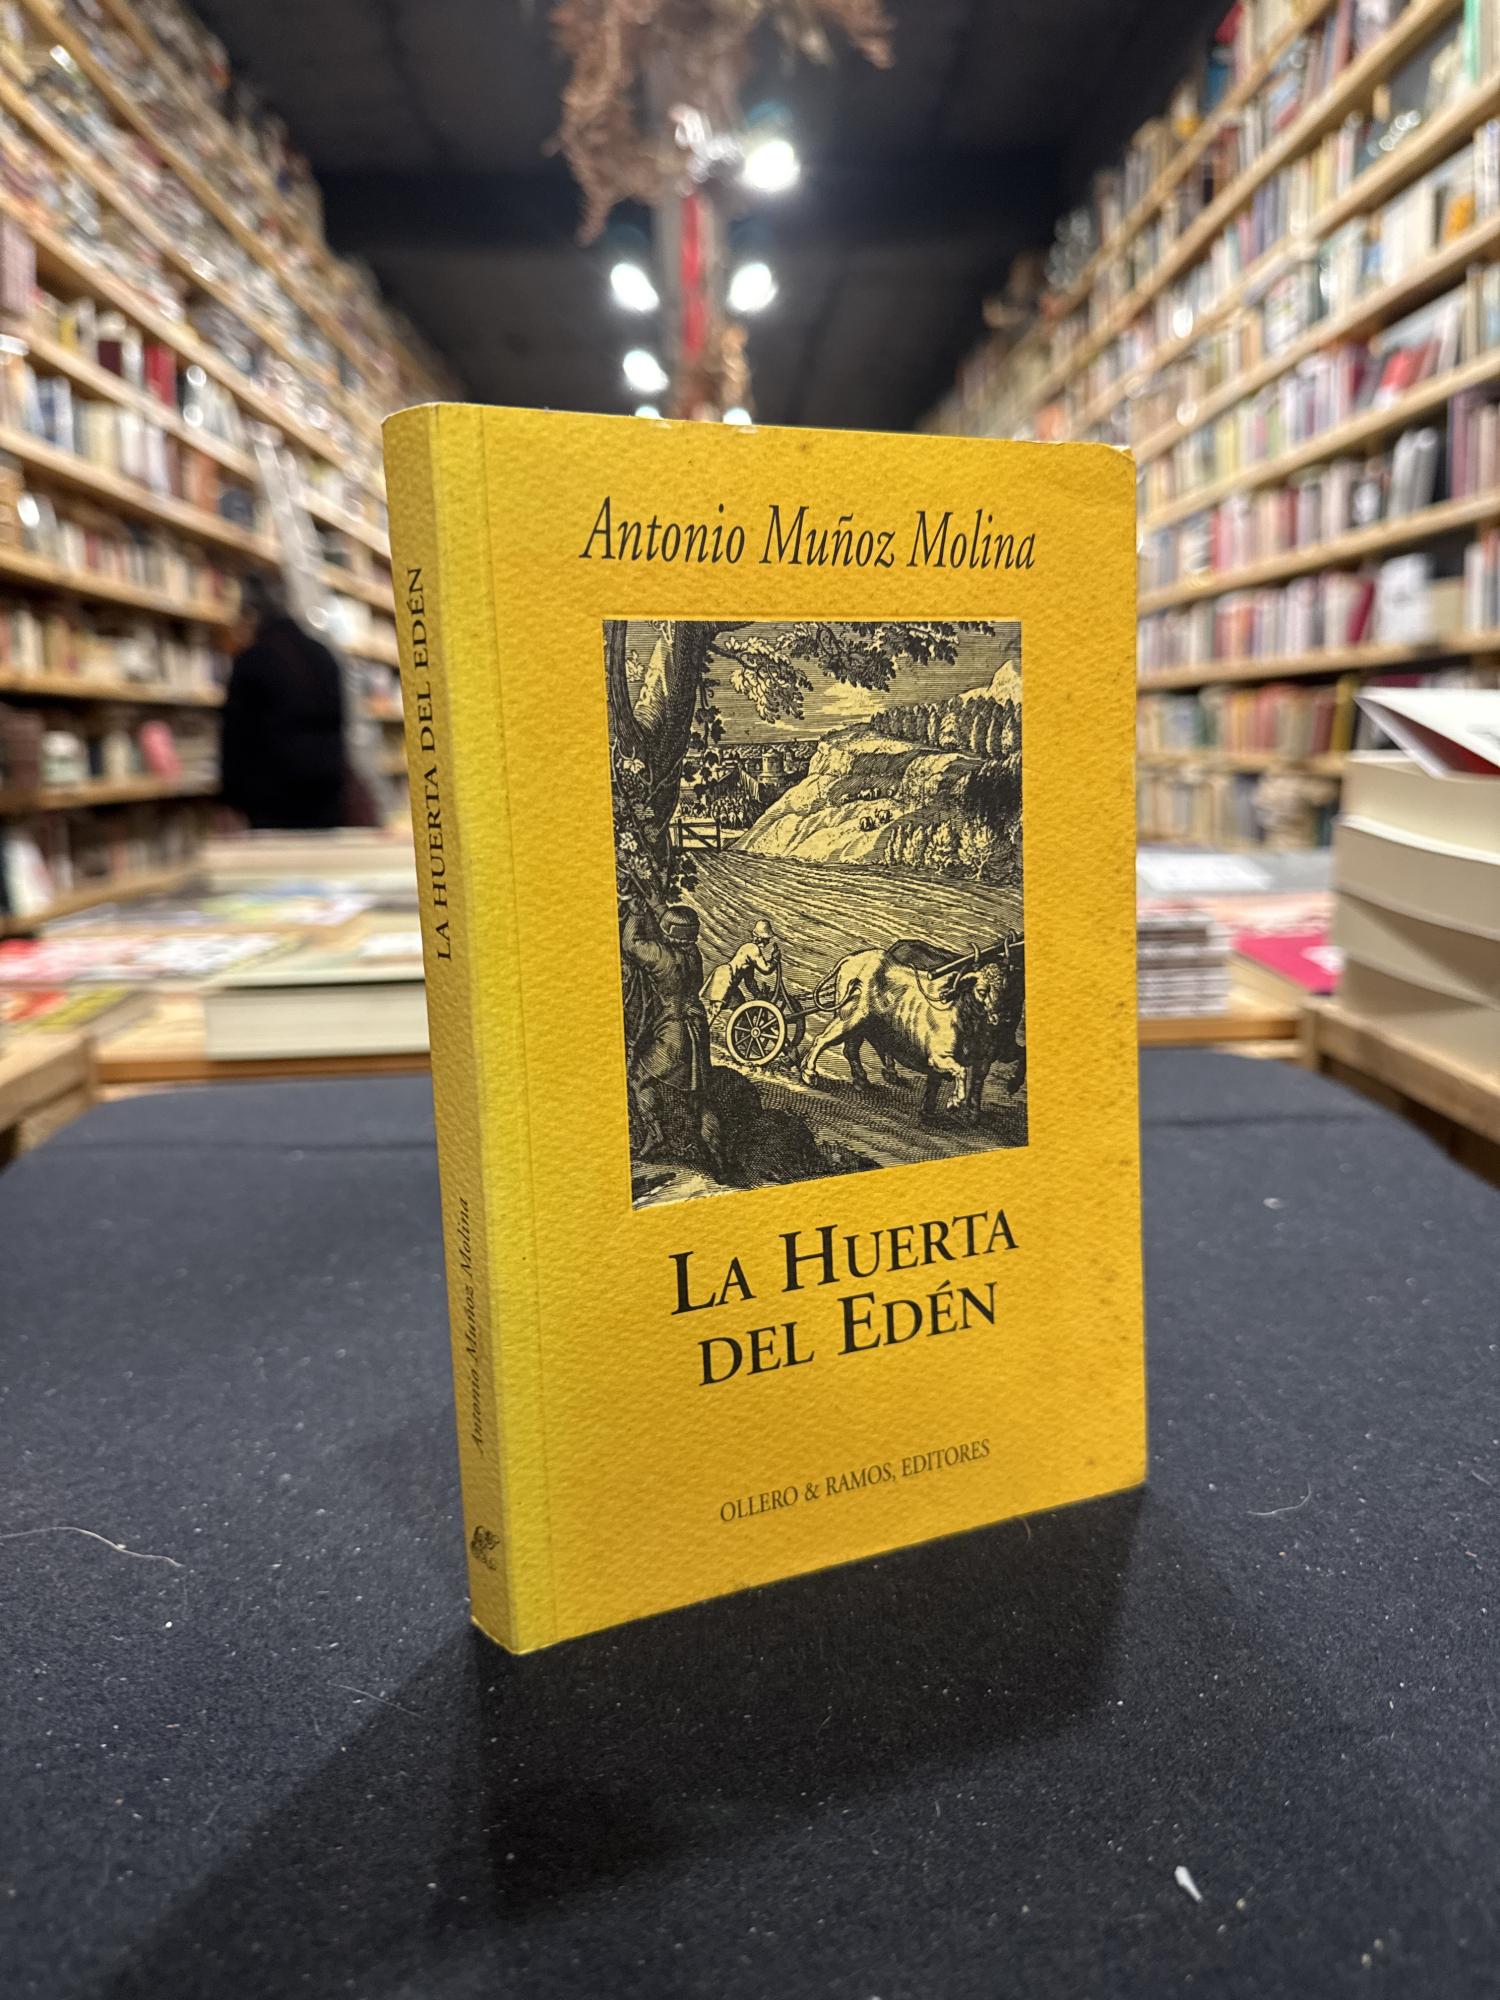 Antonio Muñoz Molina
LA HUERTA
DEL EDÉN
OLLERO & RAMOS, EDITORES
LA HUERTA DEL EDÉN
Antonio Muñoz Molina